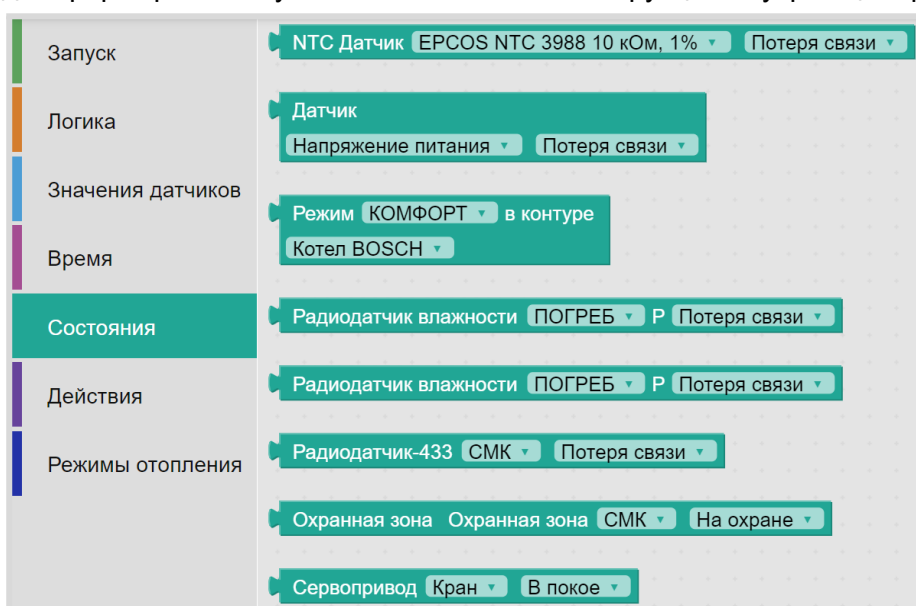 Запуск
Логика
Значения датчиков
Время
Состояния
Действия
Режимы отопления
NTC Датчик EPCOS NTC 3988 10 кОм, 1% Потеря связи
Датчик
Напряжение питания Потеря связи
Режим КОМФОРТ в контуре
Котел BOSCH
Радиодатчик влажности ПОГРЕБ Р Потеря связи
Радиодатчик влажности ПОГРЕБ Р Потеря связи
Радиодатчик-433 СМК Потеря связи
Охранная зона Охранная зона СМК На охране
Сервопривод Кран В покое